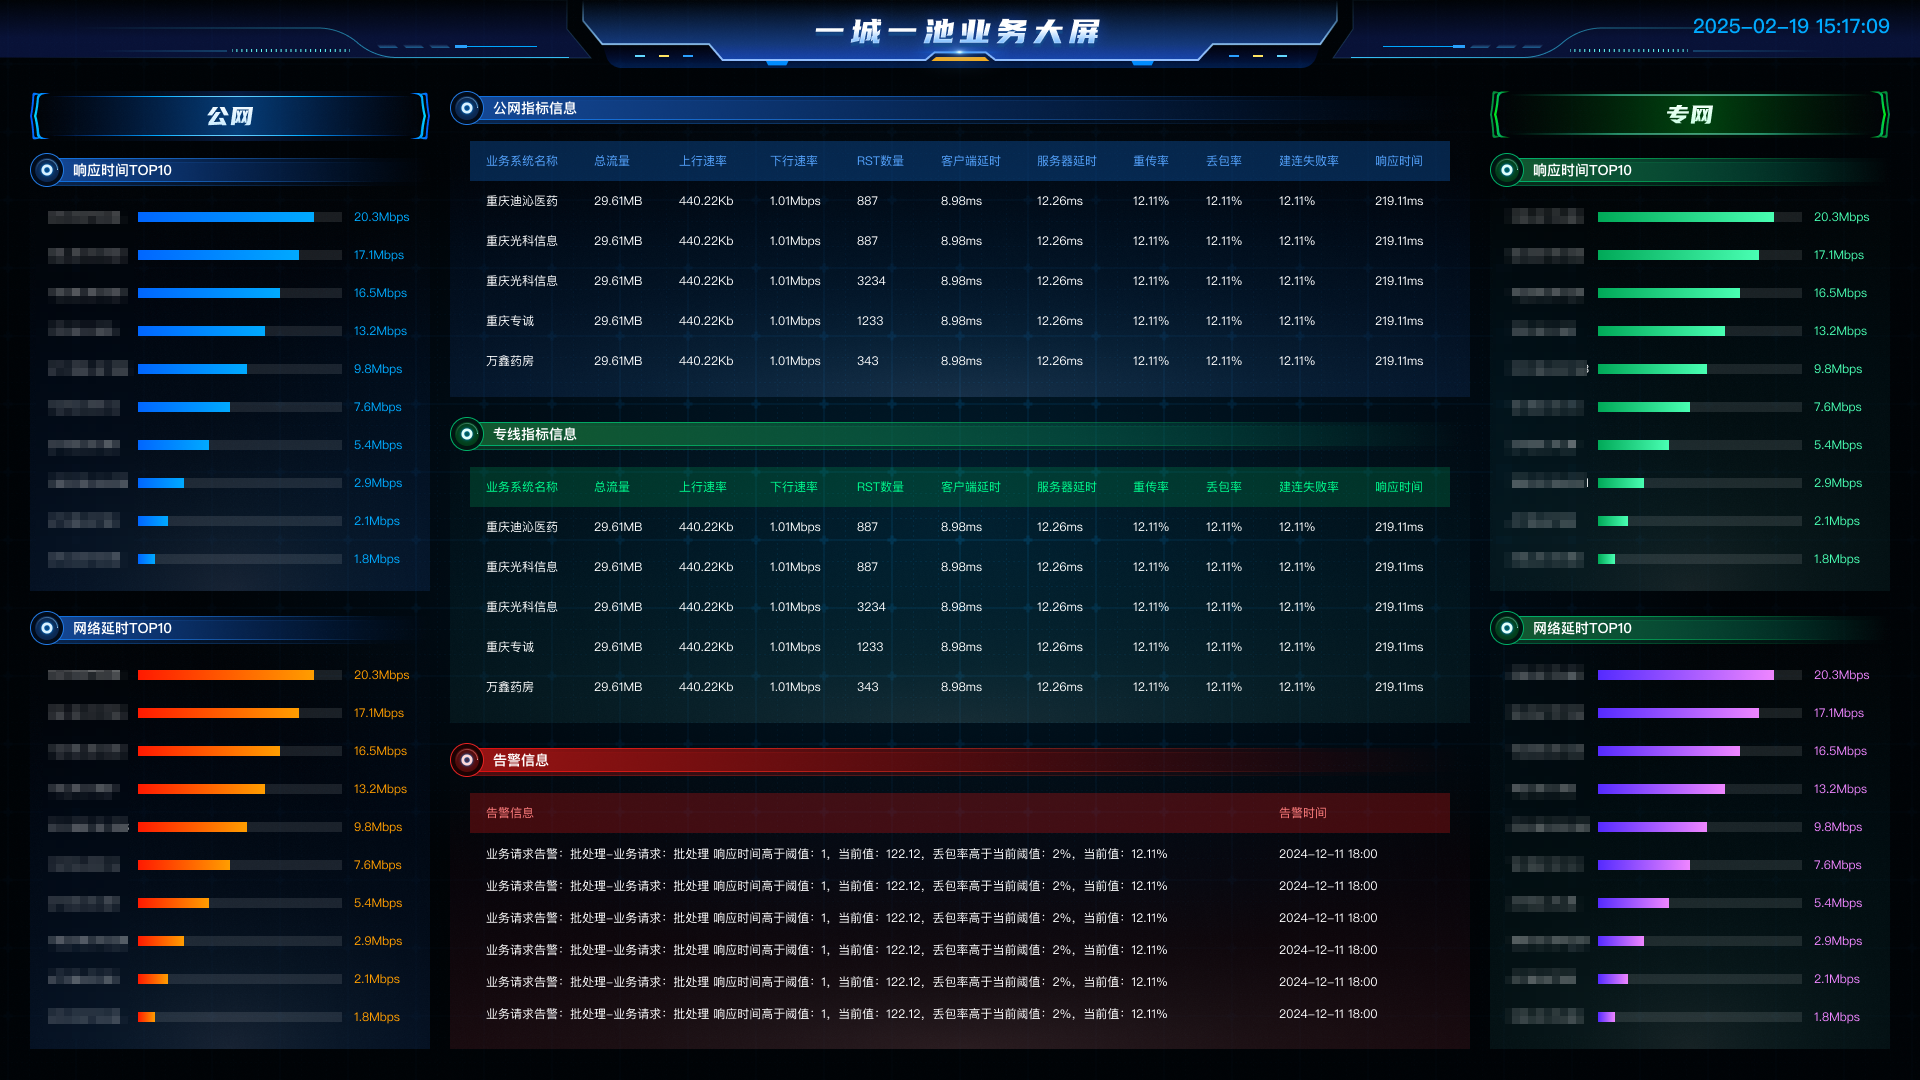 一城一池业务大屏
2025-02-19 15:17:09
公网
响应时间TOP10
20.3Mbps
17.1Mbps
16.5Mbps
13.2Mbps
9.8Mbps
7.6Mbps
5.4Mbps
2.9Mbps
2.1Mbps
1.8Mbps
网络延时TOP10
20.3Mbps
17.1Mbps
16.5Mbps
13.2Mbps
9.8Mbps
7.6Mbps
5.4Mbps
2.9Mbps
2.1Mbps
1.8Mbps
公网指标信息
业务系统名称 总流量 上行速率 下行速率 RST数量 客户端延时 服务器延时 重传率 丢包率 建连失败率 响应时间
重庆迪沁医药 29.61MB 440.22Kb 1.01Mbps 887 8.98ms 12.26ms 12.11% 12.11% 12.11% 219.11ms
重庆光科信息 29.61MB 440.22Kb 1.01Mbps 887 8.98ms 12.26ms 12.11% 12.11% 12.11% 219.11ms
重庆光科信息 29.61MB 440.22Kb 1.01Mbps 3234 8.98ms 12.26ms 12.11% 12.11% 12.11% 219.11ms
重庆专诚 29.61MB 440.22Kb 1.01Mbps 1233 8.98ms 12.26ms 12.11% 12.11% 12.11% 219.11ms
万鑫药房 29.61MB 440.22Kb 1.01Mbps 343 8.98ms 12.26ms 12.11% 12.11% 12.11% 219.11ms
专线指标信息
业务系统名称 总流量 上行速率 下行速率 RST数量 客户端延时 服务器延时 重传率 丢包率 建连失败率 响应时间
重庆迪沁医药 29.61MB 440.22Kb 1.01Mbps 887 8.98ms 12.26ms 12.11% 12.11% 12.11% 219.11ms
重庆光科信息 29.61MB 440.22Kb 1.01Mbps 887 8.98ms 12.26ms 12.11% 12.11% 12.11% 219.11ms
重庆光科信息 29.61MB 440.22Kb 1.01Mbps 3234 8.98ms 12.26ms 12.11% 12.11% 12.11% 219.11ms
重庆专诚 29.61MB 440.22Kb 1.01Mbps 1233 8.98ms 12.26ms 12.11% 12.11% 12.11% 219.11ms
万鑫药房 29.61MB 440.22Kb 1.01Mbps 343 8.98ms 12.26ms 12.11% 12.11% 12.11% 219.11ms
告警信息
告警信息 告警时间
业务请求告警：批处理-业务请求：批处理 响应时间高于阈值：1，当前值：122.12，丢包率高于当前阈值：2%，当前值：12.11% 2024-12-11 18:00
业务请求告警：批处理-业务请求：批处理 响应时间高于阈值：1，当前值：122.12，丢包率高于当前阈值：2%，当前值：12.11% 2024-12-11 18:00
业务请求告警：批处理-业务请求：批处理 响应时间高于阈值：1，当前值：122.12，丢包率高于当前阈值：2%，当前值：12.11% 2024-12-11 18:00
业务请求告警：批处理-业务请求：批处理 响应时间高于阈值：1，当前值：122.12，丢包率高于当前阈值：2%，当前值：12.11% 2024-12-11 18:00
业务请求告警：批处理-业务请求：批处理 响应时间高于阈值：1，当前值：122.12，丢包率高于当前阈值：2%，当前值：12.11% 2024-12-11 18:00
业务请求告警：批处理-业务请求：批处理 响应时间高于阈值：1，当前值：122.12，丢包率高于当前阈值：2%，当前值：12.11% 2024-12-11 18:00
专网
响应时间TOP10
20.3Mbps
17.1Mbps
16.5Mbps
13.2Mbps
9.8Mbps
7.6Mbps
5.4Mbps
2.9Mbps
2.1Mbps
1.8Mbps
网络延时TOP10
20.3Mbps
17.1Mbps
16.5Mbps
13.2Mbps
9.8Mbps
7.6Mbps
5.4Mbps
2.9Mbps
2.1Mbps
1.8Mbps